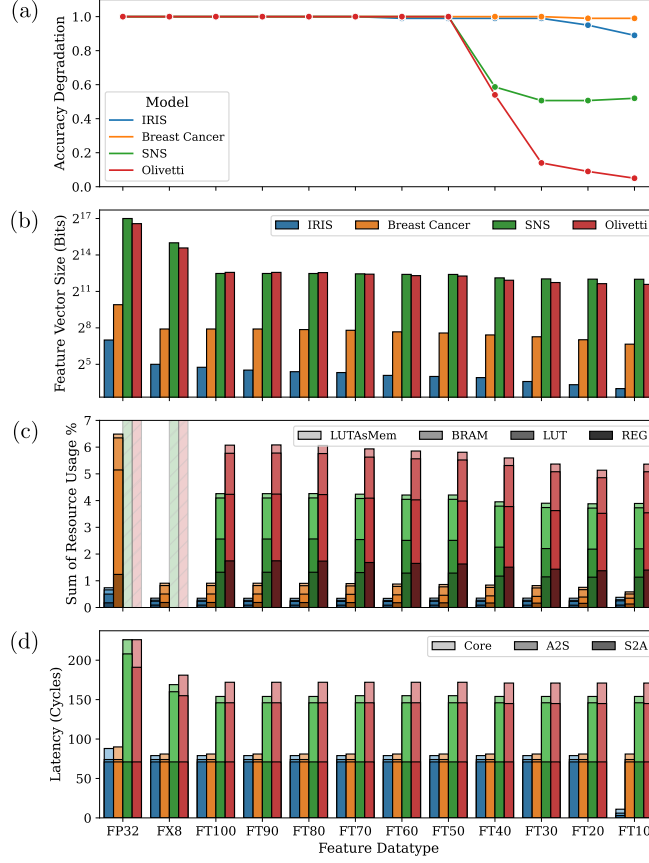 (a)
Accuracy Degradation
1.0
0.8
0.6
0.4
0.2
0.0
Model
IRIS
Breast Cancer
SNS
Olivetti
(b)
Feature Vector Size (Bits)
2^17
2^14
2^11
2^8
2^5
IRIS Breast Cancer SNS Olivetti
(c)
Sum of Resource Usage %
7
6
5
4
3
2
1
0
LUTAsMem BRAM LUT REG
(d)
Latency (Cycles)
200
150
100
50
0
Core A2S S2A
FP32 FX8 FT100 FT90 FT80 FT70 FT60 FT50 FT40 FT30 FT20 FT10
Feature Datatype